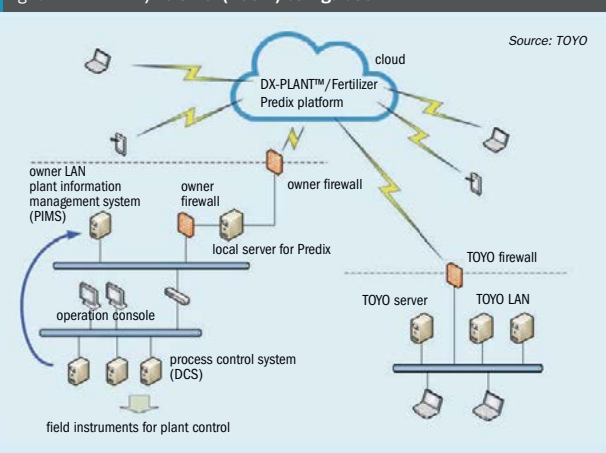 Source: TOYO
cloud
DX-PLANT™/Fertilizer
Predix platform
owner LAN
plant information
management system
(PIMS)
owner
firewall
owner firewall
local server for Predix
operation console
process control system
(DCS)
field instruments for plant control
TOYO firewall
TOYO server
TOYO LAN